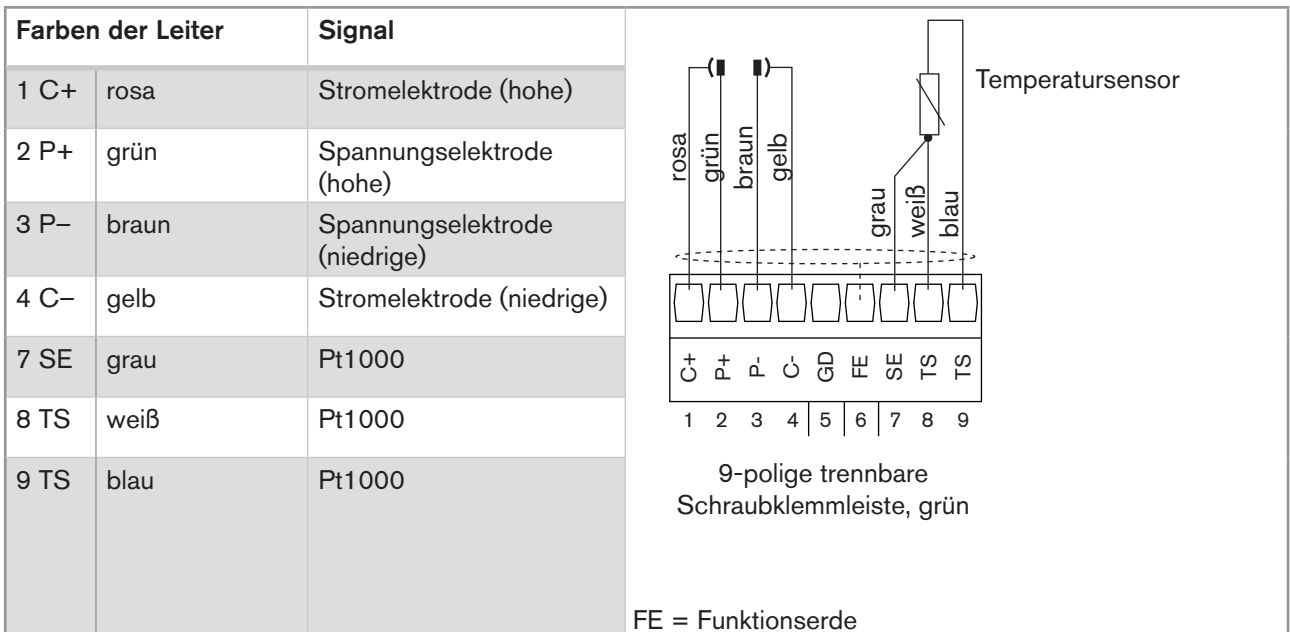 Farben der Leiter Signal
1 C+ rosa Stromelektrode (hohe)
2 P+ grün Spannungselektrode
(hohe)
3 P– braun Spannungselektrode
(niedrige)
4 C– gelb Stromelektrode (niedrige)
7 SE grau Pt1000
8 TS weiß Pt1000
9 TS blau Pt1000
Temperatursensor
rosa
grün
braun
gelb
grau
weiß
blau
C+ P+ P- C- GD FE SE TS TS
1 2 3 4 5 6 7 8 9
9-polige trennbare
Schraubklemmleiste, grün
FE = Funktionserde